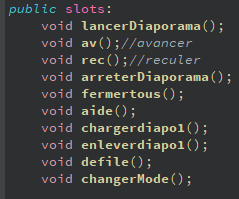 public slots:
void lancerDiaporama();
void av();//avancer
void rec();//reculer
void arreterDiaporama();
void fermertous();
void aide();
void chargerdiapo1();
void enleverdiapo1();
void defile();
void changerMode();